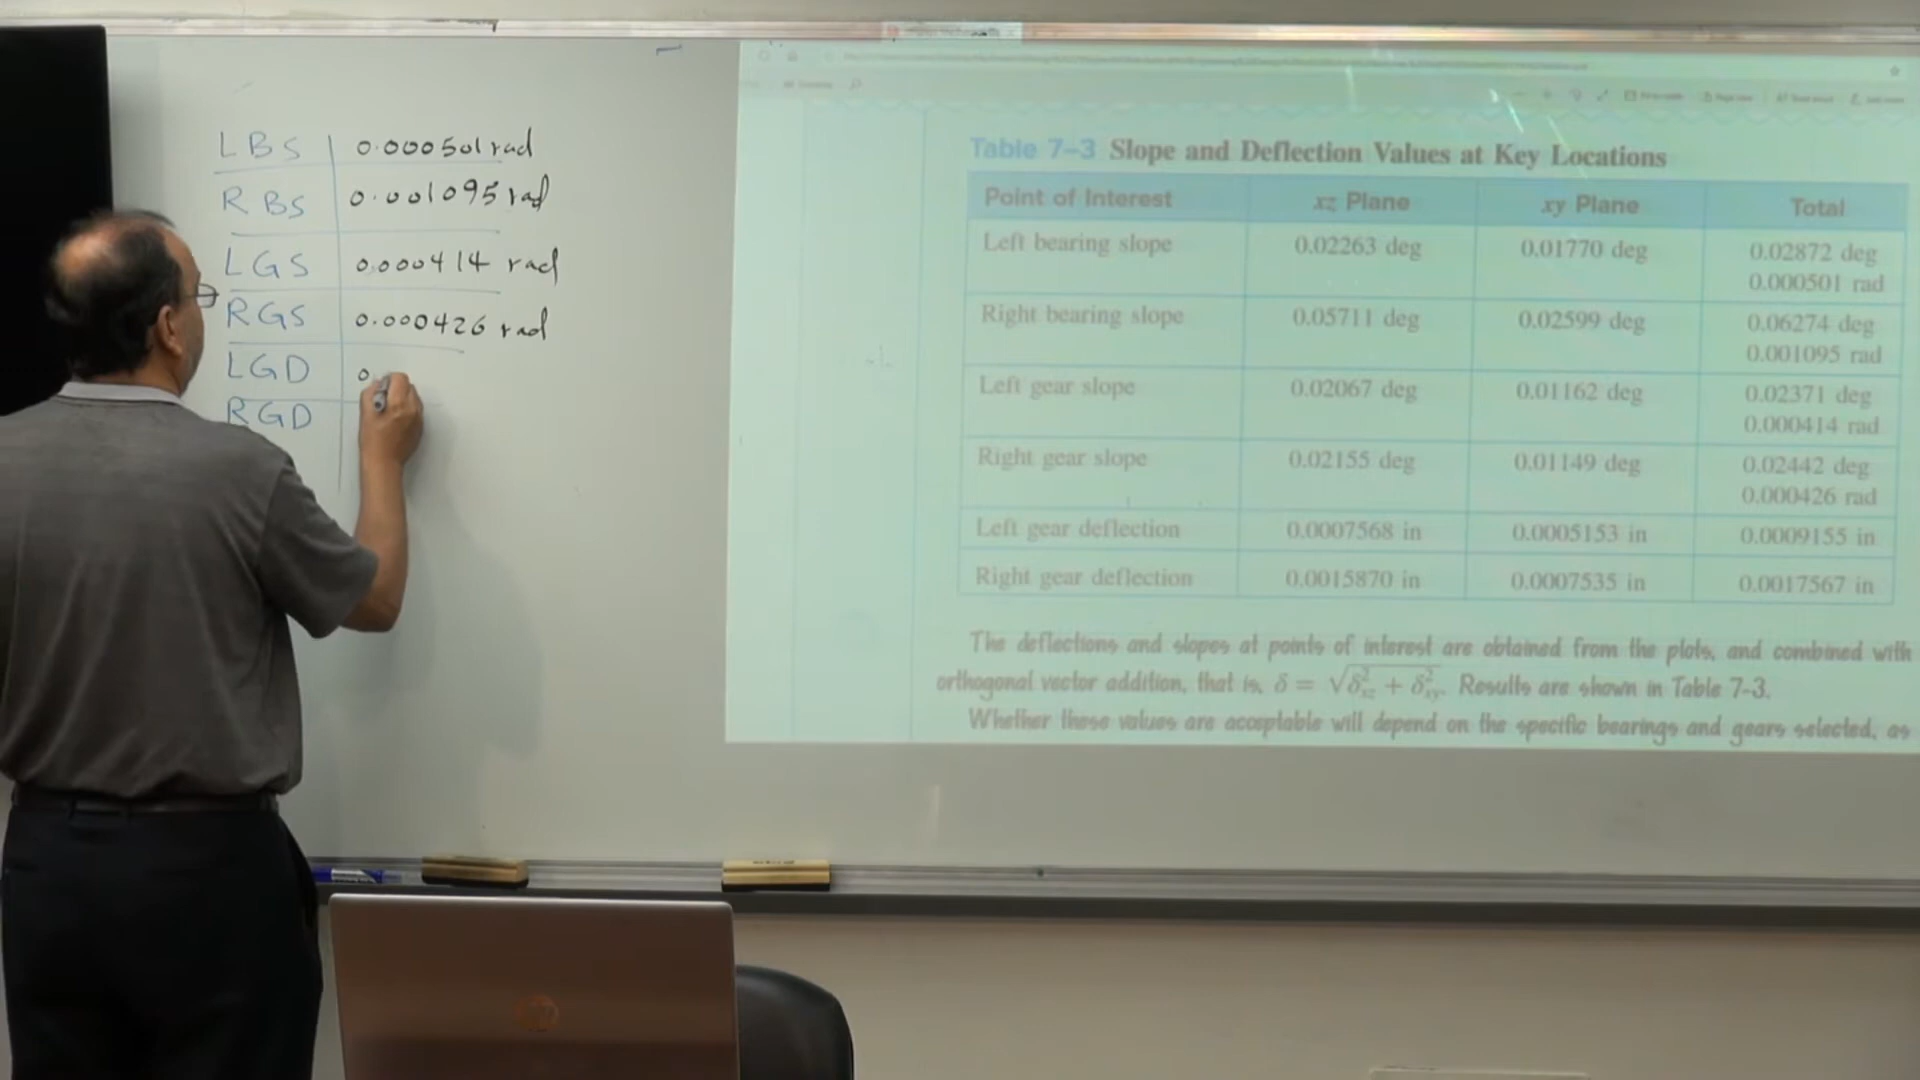 LBS 0.000501 rad
RBS 0.001095 rad
LGS 0.000414 rad
RGS 0.000426 rad
LGD 0.
RGD
Table 7–3 Slope and Deflection Values at Key Locations
Point of Interest xz Plane xy Plane Total
Left bearing slope 0.02263 deg 0.01770 deg 0.02872 deg
0.000501 rad
Right bearing slope 0.05711 deg 0.02599 deg 0.06274 deg
0.001095 rad
Left gear slope 0.02067 deg 0.01162 deg 0.02371 deg
0.000414 rad
Right gear slope 0.02155 deg 0.01149 deg 0.02442 deg
0.000426 rad
Left gear deflection 0.0007568 in 0.0005153 in 0.0009155 in
Right gear deflection 0.0015870 in 0.0007535 in 0.0017567 in
The deflections and slopes at points of interest are obtained from the plots, and combined with
orthogonal vector addition, that is, δ = √δ²xz + δ²xy. Results are shown in Table 7-3.
Whether these values are acceptable will depend on the specific bearings and gears selected, as